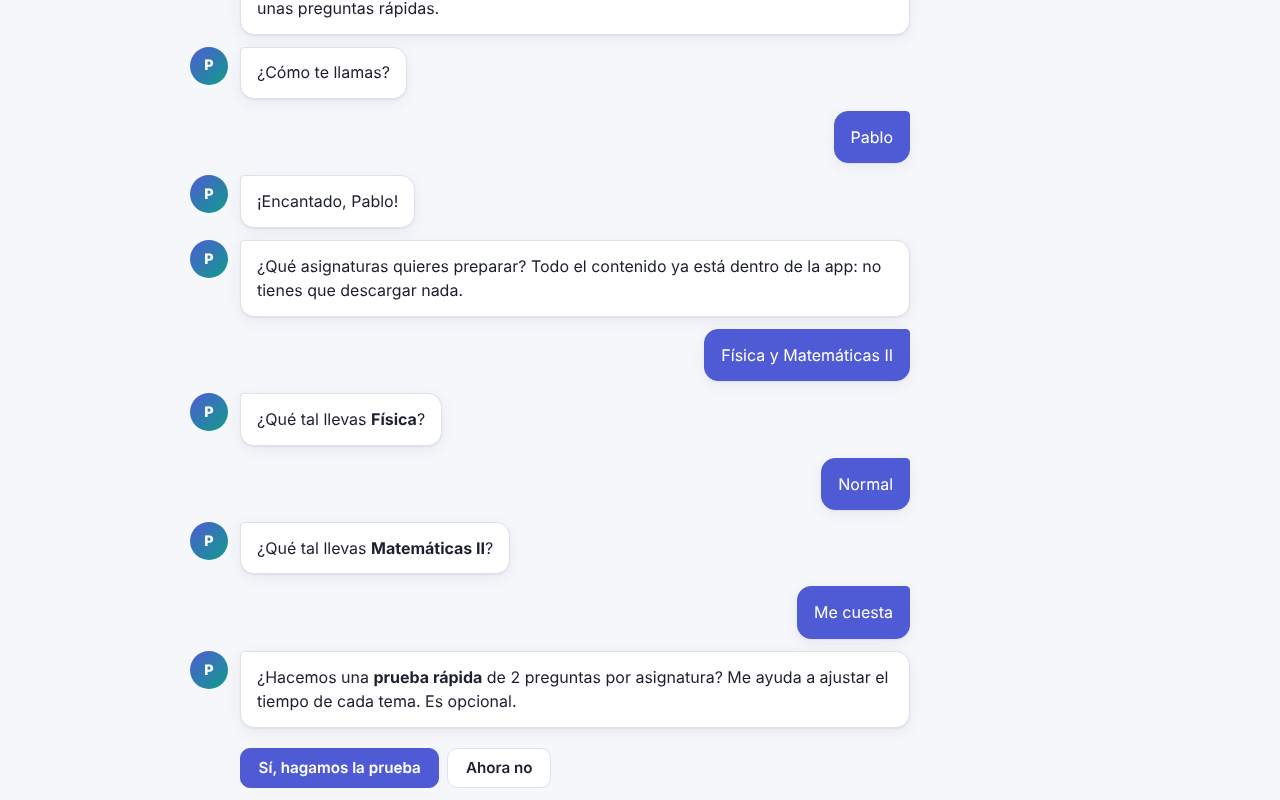 unas preguntas rápidas.
P
¿Cómo te llamas?
Pablo
P
¡Encantado, Pablo!
P
¿Qué asignaturas quieres preparar? Todo el contenido ya está dentro de la app: no
tienes que descargar nada.
Física y Matemáticas II
P
¿Qué tal llevas Física?
Normal
P
¿Qué tal llevas Matemáticas II?
Me cuesta
P
¿Hacemos una prueba rápida de 2 preguntas por asignatura? Me ayuda a ajustar el
tiempo de cada tema. Es opcional.
Sí, hagamos la prueba
Ahora no